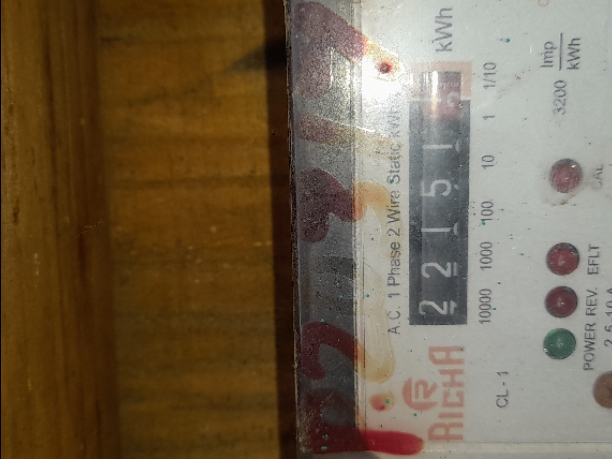 A.C. 1 Phase 2 Wire Static kWh
2 2 1 5 1
kWh
10000 1000 100 10 1 1/10
3200 Imp
kWh
RICHA
CL - 1
POWER REV. EFLT
CAL